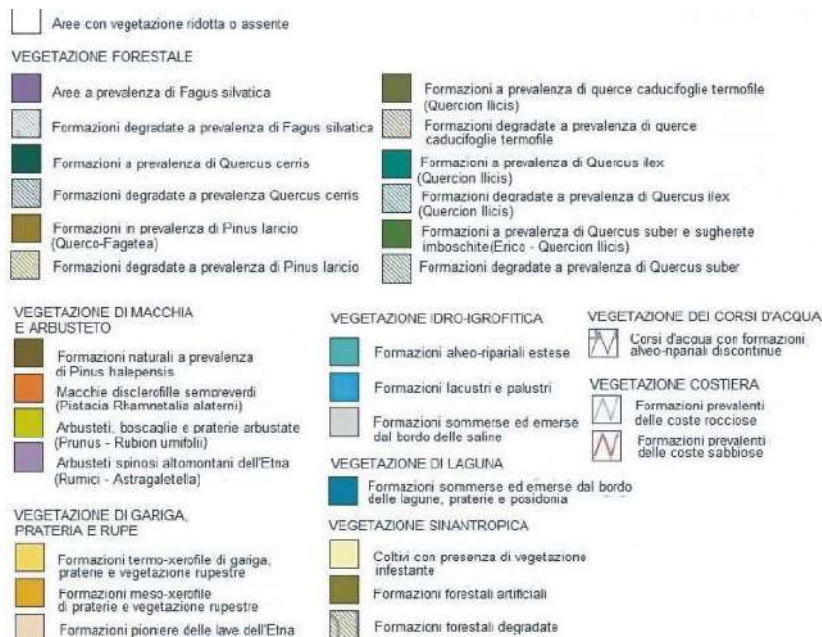 Aree con vegetazione ridotta o assente
VEGETAZIONE FORESTALE
Aree a prevalenza di Fagus silvatica
Formazioni degradate a prevalenza di Fagus silvatica
Formazioni a prevalenza di Quercus cerris
Formazioni degradate a prevalenza Quercus cerris
Formazioni in prevalenza di Pinus laricio
(Querco-Fagetea)
Formazioni degradate a prevalenza di Pinus laricio
Formazioni a prevalenza di querce caducifoglie termofile
(Quercion Ilicis)
Formazioni degradate a prevalenza di querce
caducifoglie termofile
Formazioni a prevalenza di Quercus ilex
(Quercion Ilicis)
Formazioni degradate a prevalenza di Quercus ilex
(Quercion Ilicis)
Formazioni a prevalenza di Quercus suber e sugherete
imboschite(Erico - Quercion Ilicis)
Formazioni degradate a prevalenza di Quercus suber
VEGETAZIONE DI MACCHIA
E ARBUSTETO
Formazioni naturali a prevalenza
di Pinus halepensis
Macchie disclerofille sempreverdi
(Pistacia Rhamnetalia alaterni)
Arbusteti, boscaglie e praterie arbustate
(Prunus - Rubion umifolii)
Arbusteti spinosi altomontani dell'Etna
(Rumici - Astragaletella)
VEGETAZIONE DI GARIGA,
PRATERIA E RUPE
Formazioni termo-xerofile di gariga,
praterie e vegetazione rupestre
Formazioni meso-xerofile
di praterie e vegetazione rupestre
Formazioni pioniere delle lave dell'Etna
VEGETAZIONE IDRO-IGROFITICA
Formazioni alveo-ripariali estese
Formazioni lacustri e palustri
Formazioni sommerse ed emerse
dal bordo delle saline
VEGETAZIONE DI LAGUNA
Formazioni sommerse ed emerse dal bordo
delle lagune, praterie e posidonia
VEGETAZIONE SINANTROPICA
Coltivi con presenza di vegetazione
infestante
Formazioni forestali artificiali
Formazioni forestali degradate
VEGETAZIONE DEI CORSI D'ACQUA
Corsi d'acqua con formazioni
alveo-ripariali discontinue
VEGETAZIONE COSTIERA
Formazioni prevalenti
delle coste rocciose
Formazioni prevalenti
delle coste sabbiose